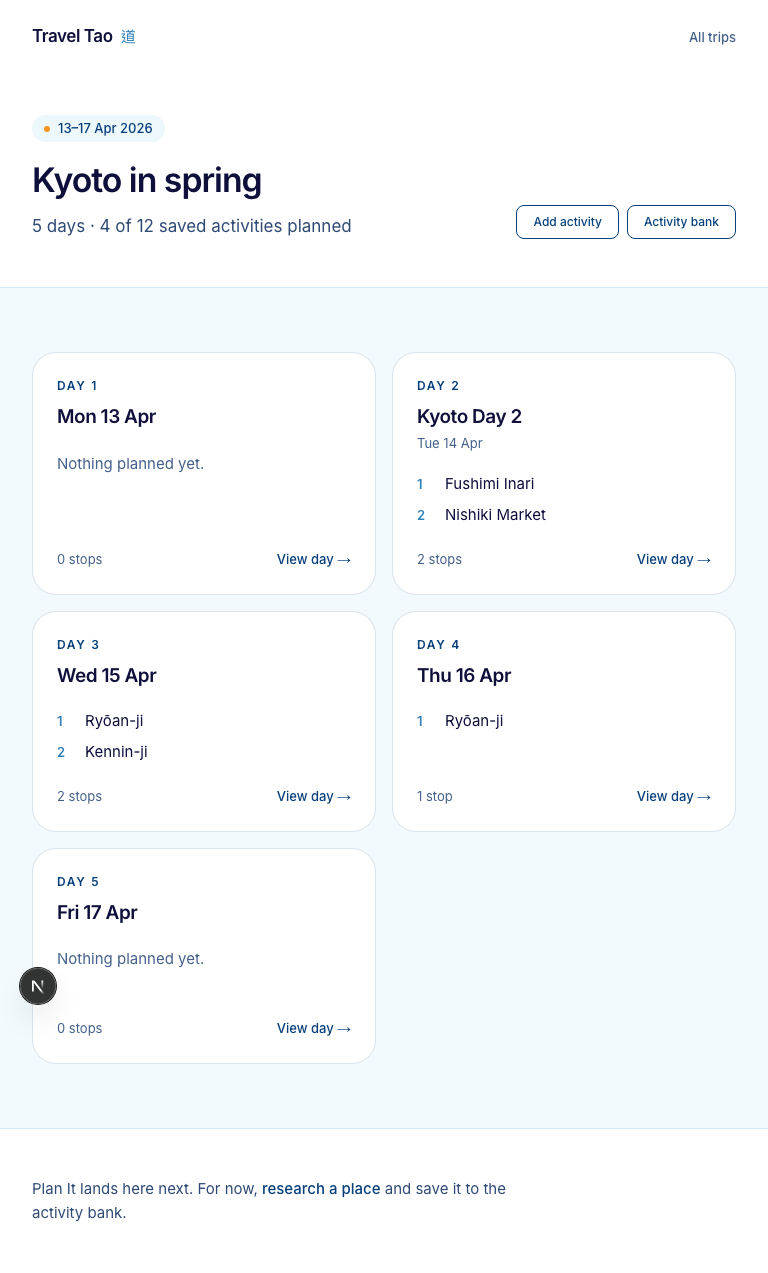 Travel Tao 道
All trips
13–17 Apr 2026
Kyoto in spring
5 days · 4 of 12 saved activities planned
Add activity
Activity bank
DAY 1
Mon 13 Apr
Nothing planned yet.
0 stops
View day →
DAY 2
Kyoto Day 2
Tue 14 Apr
1 Fushimi Inari
2 Nishiki Market
2 stops
View day →
DAY 3
Wed 15 Apr
1 Ryōan-ji
2 Kennin-ji
2 stops
View day →
DAY 4
Thu 16 Apr
1 Ryōan-ji
1 stop
View day →
DAY 5
Fri 17 Apr
Nothing planned yet.
N
0 stops
View day →
Plan It lands here next. For now, research a place and save it to the
activity bank.